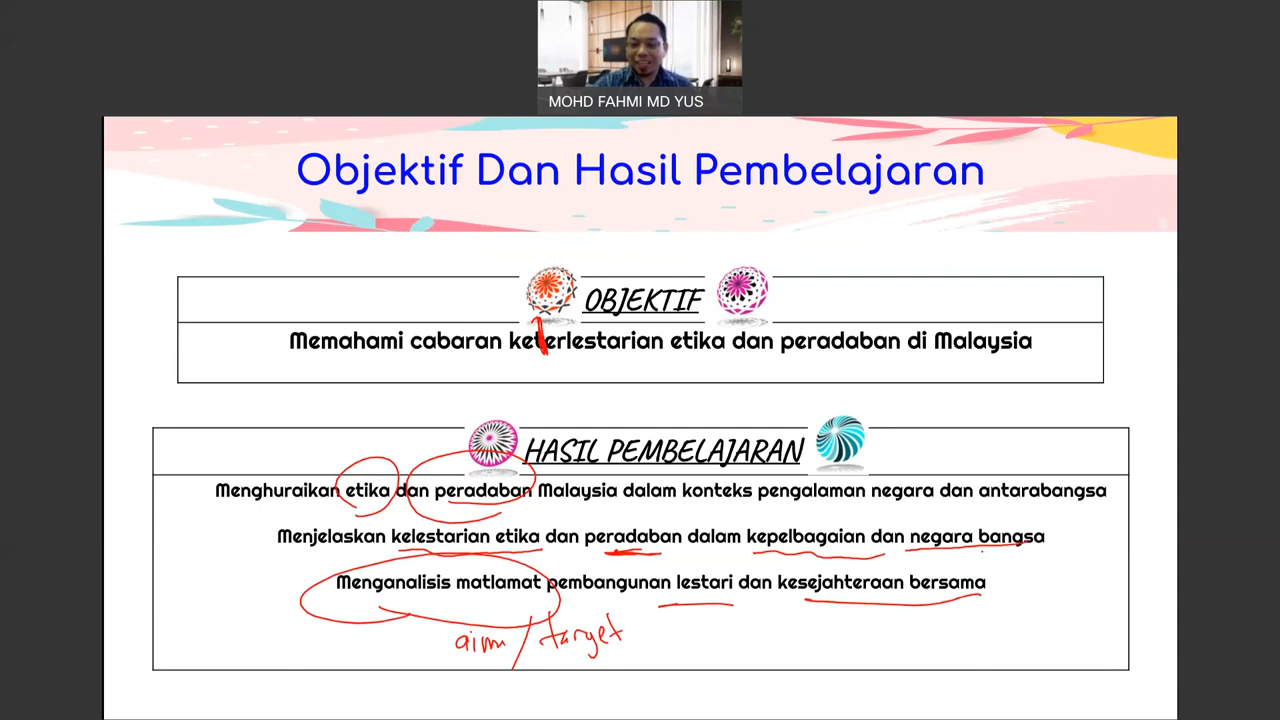 MOHD FAHMI MD YUS
Objektif Dan Hasil Pembelajaran
OBJEKTIF
Memahami cabaran keterlestarian etika dan peradaban di Malaysia
HASIL PEMBELAJARAN
Menghuraikan etika dan peradaban Malaysia dalam konteks pengalaman negara dan antarabangsa
Menjelaskan kelestarian etika dan peradaban dalam kepelbagaian dan negara bangsa
Menganalisis matlamat pembangunan lestari dan kesejahteraan bersama
aim / target